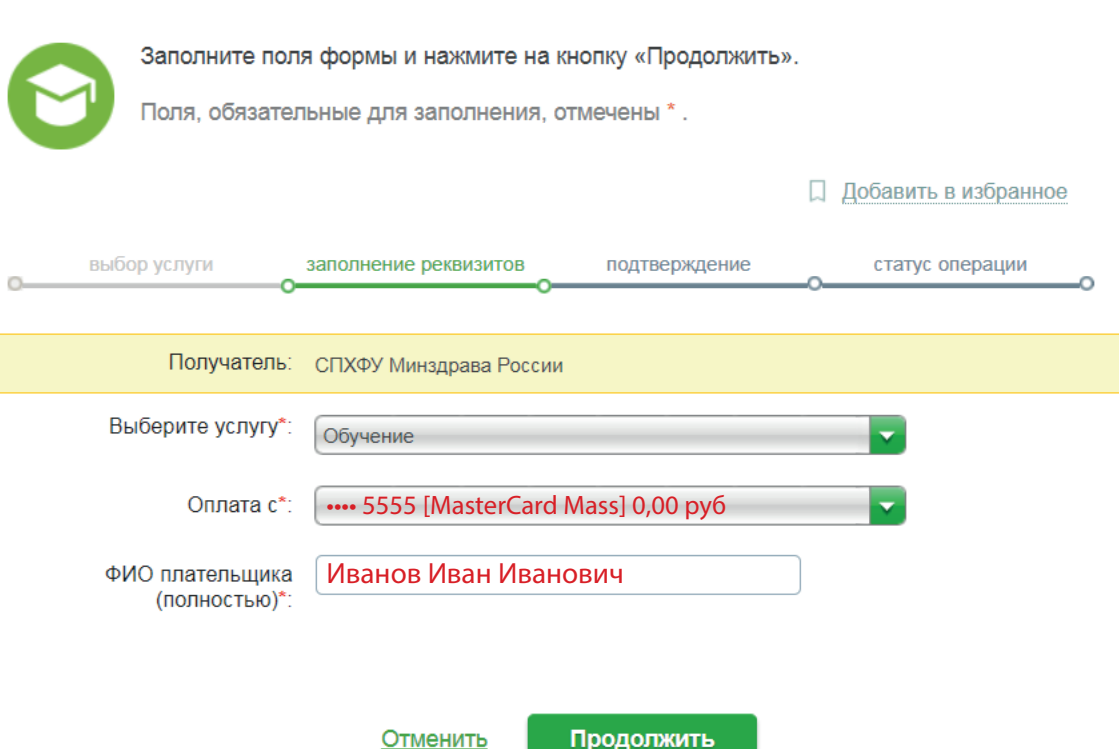 Заполните поля формы и нажмите на кнопку «Продолжить».
Поля, обязательные для заполнения, отмечены * .
Добавить в избранное
выбор услуги заполнение реквизитов подтверждение статус операции
Получатель: СПХФУ Минздрава России
Выберите услугу*: Обучение
Оплата с*: •••• 5555 [MasterCard Mass] 0,00 руб
ФИО плательщика Иванов Иван Иванович
(полностью)*:
Отменить Продолжить